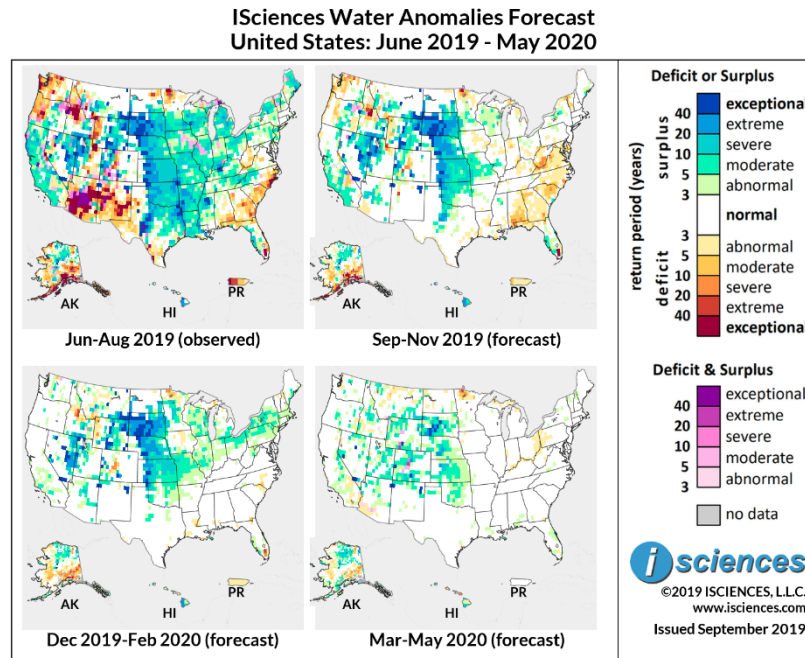 ISciences Water Anomalies Forecast
United States: June 2019 - May 2020
AK
HI
PR
Jun-Aug 2019 (observed)
AK
HI
PR
Sep-Nov 2019 (forecast)
AK
HI
PR
Dec 2019-Feb 2020 (forecast)
AK
HI
PR
Mar-May 2020 (forecast)
Deficit or Surplus
return period (years)
surplus
deficit
exceptional
40
extreme
20
severe
10
moderate
5
abnormal
3
normal
3
abnormal
5
moderate
10
severe
20
extreme
40
exceptional
Deficit & Surplus
exceptional
40
extreme
20
severe
10
moderate
5
abnormal
3
no data
i sciences
©2019 ISCIENCES, L.L.C.
www.isciences.com
Issued September 2019